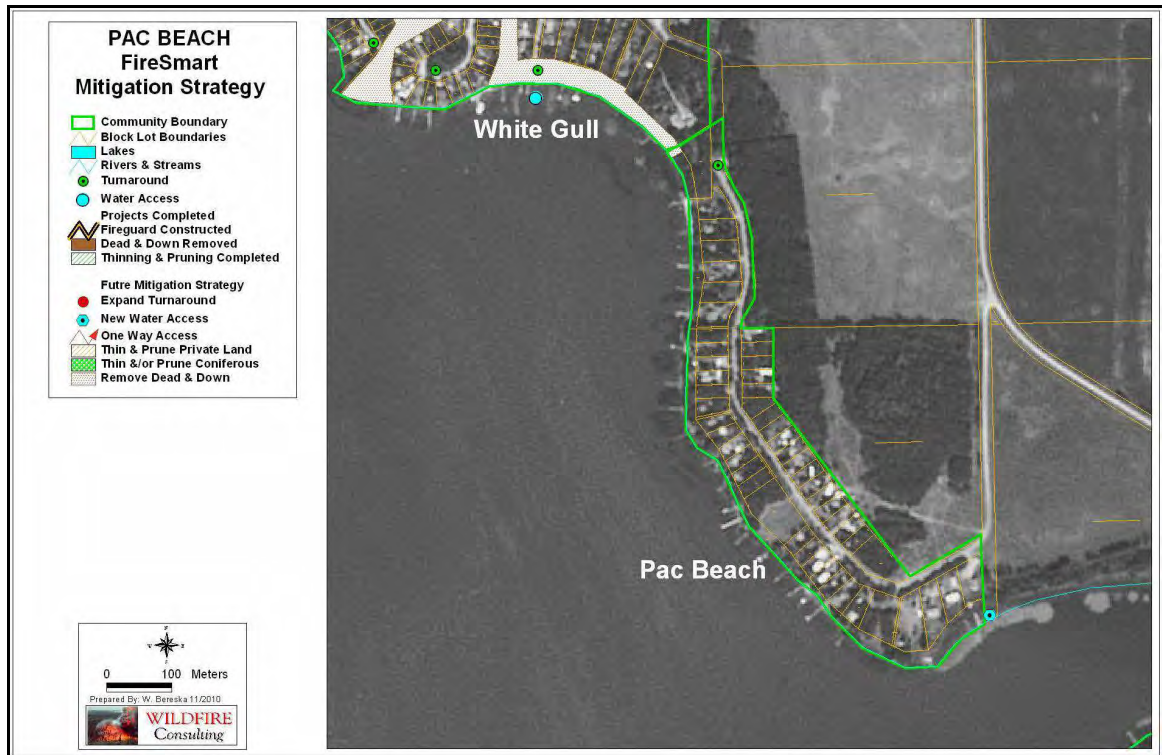 PAC BEACH
FireSmart
Mitigation Strategy
Community Boundary
Block Lot Boundaries
Lakes
Rivers & Streams
Turnaround
Water Access
Projects Completed
Fireguard Constructed
Dead & Down Removed
Thinning & Pruning Completed
Futre Mitigation Strategy
Expand Turnaround
New Water Access
One Way Access
Thin & Prune Private Land
Thin &/or Prune Coniferous
Remove Dead & Down
White Gull
Pac Beach
0 100 Meters
Prepared By: W. Bereska 11/2010
WILDFIRE
Consulting